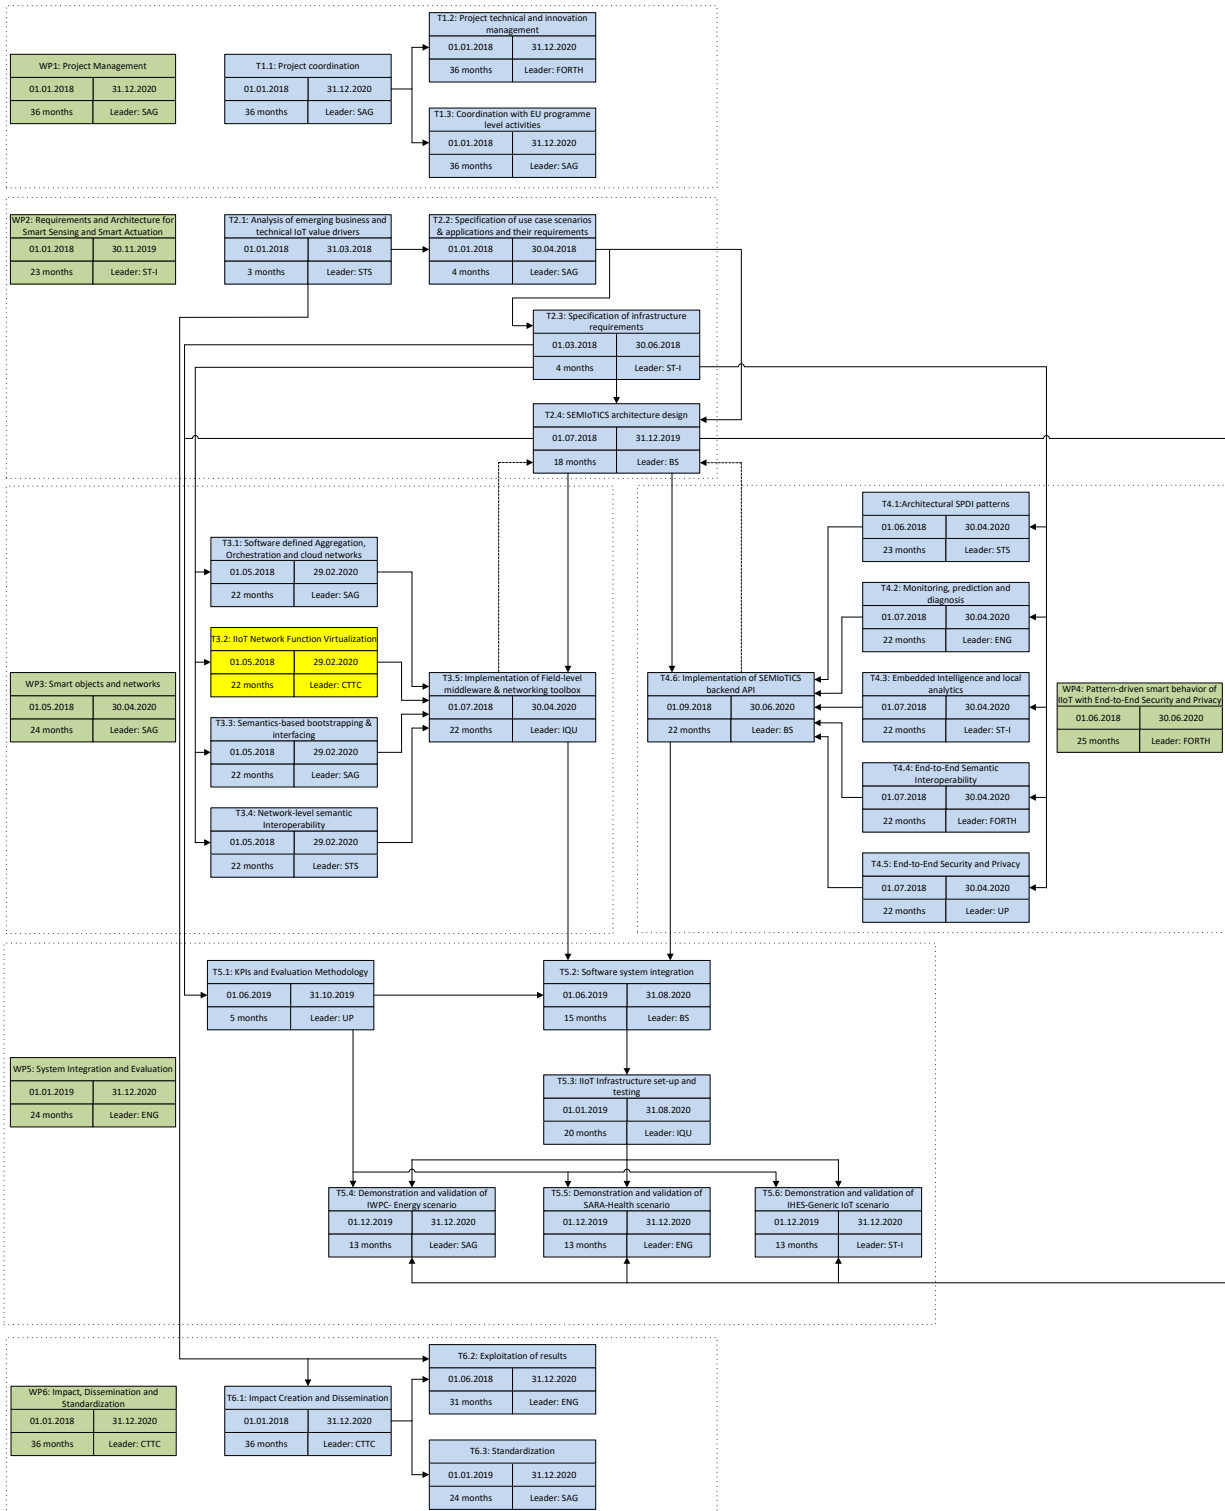 T1.2: Project technical and innovation
management
01.01.2018 31.12.2020
36 months Leader: FORTH
WP1: Project Management
01.01.2018 31.12.2020
36 months Leader: SAG
T1.1: Project coordination
01.01.2018 31.12.2020
36 months Leader: SAG
T1.3: Coordination with EU programme
level activities
01.01.2018 31.12.2020
36 months Leader: SAG
WP2: Requirements and Architecture for
Smart Sensing and Smart Actuation
01.01.2018 30.11.2019
23 months Leader: ST-I
T2.1: Analysis of emerging business and
technical IoT value drivers
01.01.2018 31.03.2018
3 months Leader: STS
T2.2: Specification of use case scenarios
& applications and their requirements
01.01.2018 30.04.2018
4 months Leader: SAG
T2.3: Specification of infrastructure
requirements
01.03.2018 30.06.2018
4 months Leader: ST-I
T2.4: SEMIoTICS architecture design
01.07.2018 31.12.2019
18 months Leader: BS
WP3: Smart objects and networks
01.05.2018 30.04.2020
24 months Leader: SAG
T3.1: Software defined Aggregation,
Orchestration and cloud networks
01.05.2018 29.02.2020
22 months Leader: SAG
T3.2: IIoT Network Function Virtualization
01.05.2018 29.02.2020
22 months Leader: CTTC
T3.3: Semantics-based bootstrapping &
interfacing
01.05.2018 29.02.2020
22 months Leader: SAG
T3.4: Network-level semantic
Interoperability
01.05.2018 29.02.2020
22 months Leader: STS
T3.5: Implementation of Field-level
middleware & networking toolbox
01.07.2018 30.04.2020
22 months Leader: IQU
T4.6: Implementation of SEMIoTICS
backend API
01.09.2018 30.06.2020
22 months Leader: BS
T4.1:Architectural SPDI patterns
01.06.2018 30.04.2020
23 months Leader: STS
T4.2: Monitoring, prediction and
diagnosis
01.07.2018 30.04.2020
22 months Leader: ENG
T4.3: Embedded Intelligence and local
analytics
01.07.2018 30.04.2020
22 months Leader: ST-I
T4.4: End-to-End Semantic
Interoperability
01.07.2018 30.04.2020
22 months Leader: FORTH
T4.5: End-to-End Security and Privacy
01.07.2018 30.04.2020
22 months Leader: UP
WP4: Pattern-driven smart behavior of
IIoT with End-to-End Security and Privacy
01.06.2018 30.06.2020
25 months Leader: FORTH
T5.1: KPIs and Evaluation Methodology
01.06.2019 31.10.2019
5 months Leader: UP
T5.2: Software system integration
01.06.2019 31.08.2020
15 months Leader: BS
WP5: System Integration and Evaluation
01.01.2019 31.12.2020
24 months Leader: ENG
T5.3: IIoT Infrastructure set-up and
testing
01.01.2019 31.08.2020
20 months Leader: IQU
T5.4: Demonstration and validation of
IWPC- Energy scenario
01.12.2019 31.12.2020
13 months Leader: SAG
T5.5: Demonstration and validation of
SARA-Health scenario
01.12.2019 31.12.2020
13 months Leader: ENG
T5.6: Demonstration and validation of
IHES-Generic IoT scenario
01.12.2019 31.12.2020
13 months Leader: ST-I
T6.2: Exploitation of results
01.06.2018 31.12.2020
31 months Leader: ENG
WP6: Impact, Dissemination and
Standardization
01.01.2018 31.12.2020
36 months Leader: CTTC
T6.1: Impact Creation and Dissemination
01.01.2018 31.12.2020
36 months Leader: CTTC
T6.3: Standardization
01.01.2019 31.12.2020
24 months Leader: SAG